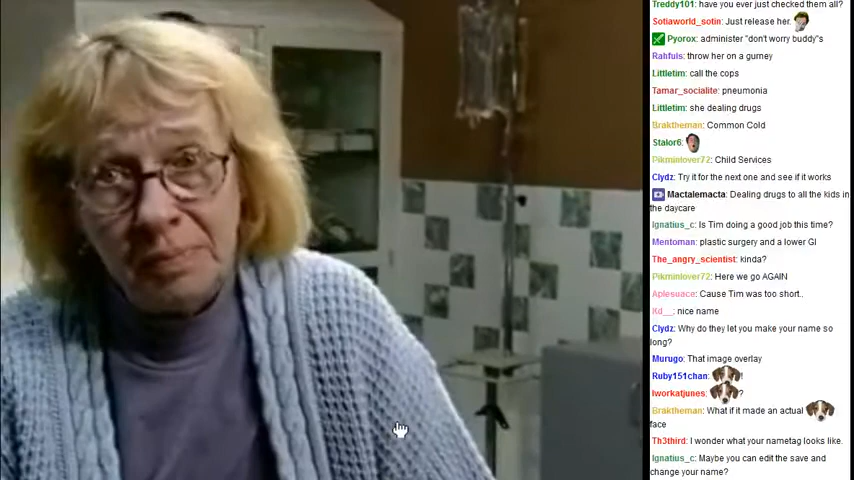 Treddy101: have you ever just checked them all?
Sotiaworld_sotin: Just release her.
Pyorox: administer "don't worry buddy"s
Rahfuls: throw her on a gurney
Littletim: call the cops
Tamar_socialite: pneumonia
Littletim: she dealing drugs
Braktheman: Common Cold
Stalor6:
Pikminlover72: Child Services
Clydz: Try it for the next one and see if it works
Mactalemacta: Dealing drugs to all the kids in
the daycare
Ignatius_c: Is Tim doing a good job this time?
Mentoman: plastic surgery and a lower GI
The_angry_scientist: kinda?
Pikminlover72: Here we go AGAIN
Aplesuace: Cause Tim was too short..
Kd__: nice name
Clydz: Why do they let you make your name so
long?
Murugo: That image overlay
Ruby151chan: !
Iworkatjunes: ?
Braktheman: What if it made an actual
face
Th3third: I wonder what your nametag looks like.
Ignatius_c: Maybe you can edit the save and
change your name?